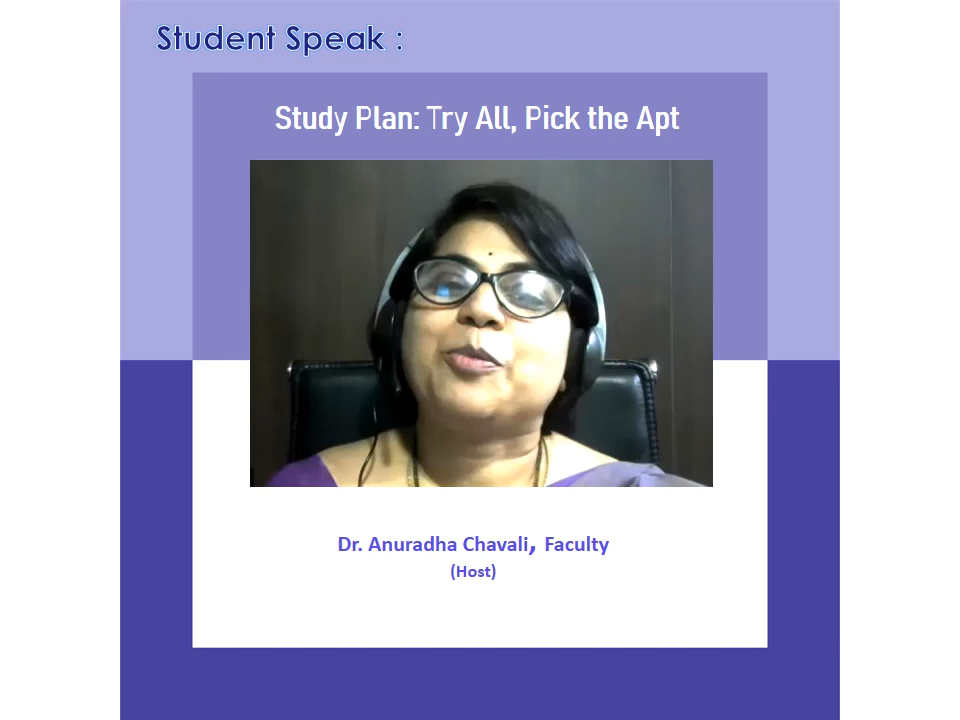 Student Speak :
Study Plan: Try All, Pick the Apt
Dr. Anuradha Chavali, Faculty
(Host)